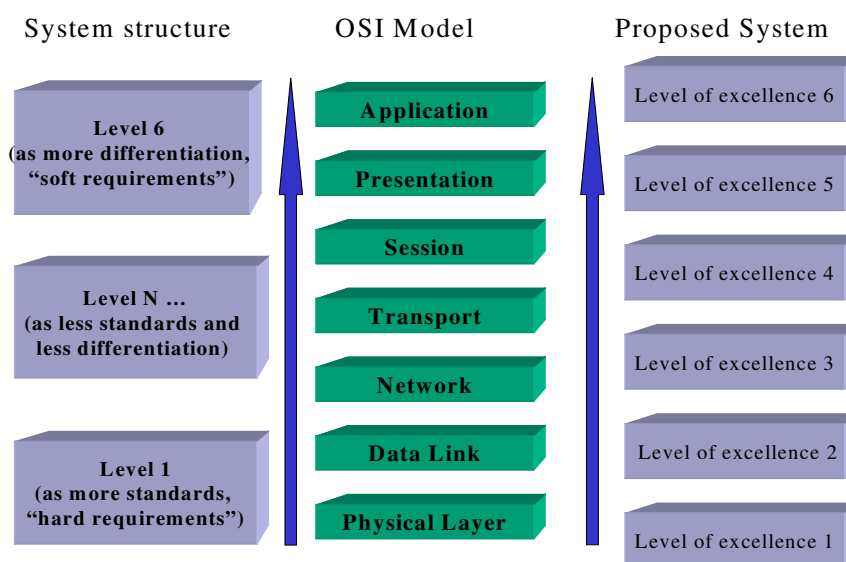 System structure
OSI Model
Proposed System
Level 6
(as more differentiation,
“soft requirements”)
Level N …
(as less standards and
less differentiation)
Level 1
(as more standards,
“hard requirements”)
Application
Presentation
Session
Transport
Network
Data Link
Physical Layer
Level of excellence 6
Level of excellence 5
Level of excellence 4
Level of excellence 3
Level of excellence 2
Level of excellence 1